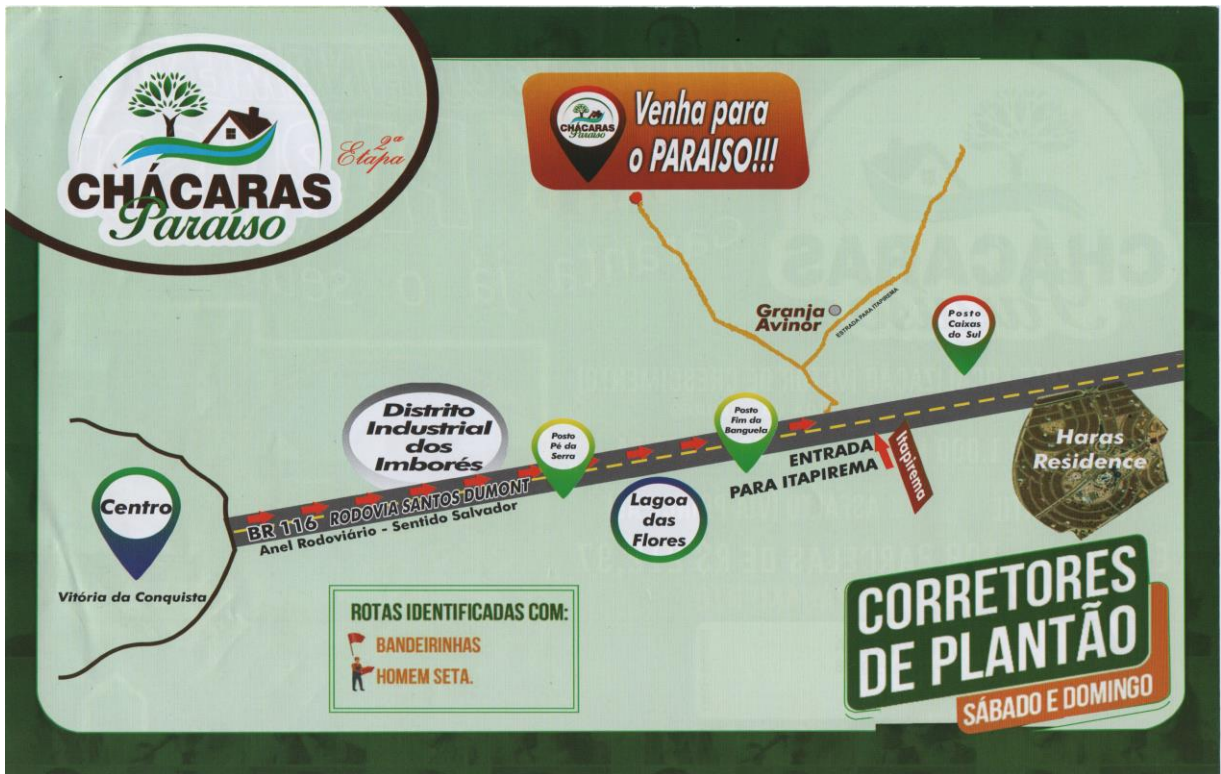 CHÁCARAS
Paraíso
2ª
Etapa
CHÁCARAS
Paraíso
Venha para
o PARAISO!!!
Granja
Avinor
ESTRADA PARA ITAPIREMA
Posto
Caixas
do Sul
Distrito
Industrial
dos
Imborés
Posto
Pé da
Serra
Posto
Fim da
Banguela
ENTRADA
PARA ITAPIREMA
Itapirema
Haras
Residence
Centro
Vitória da Conquista
BR 116 RODOVIA SANTOS DUMONT
Anel Rodoviário - Sentido Salvador
Lagoa
das
Flores
ROTAS IDENTIFICADAS COM:
BANDEIRINHAS
HOMEM SETA.
CORRETORES
DE PLANTÃO
SÁBADO E DOMINGO